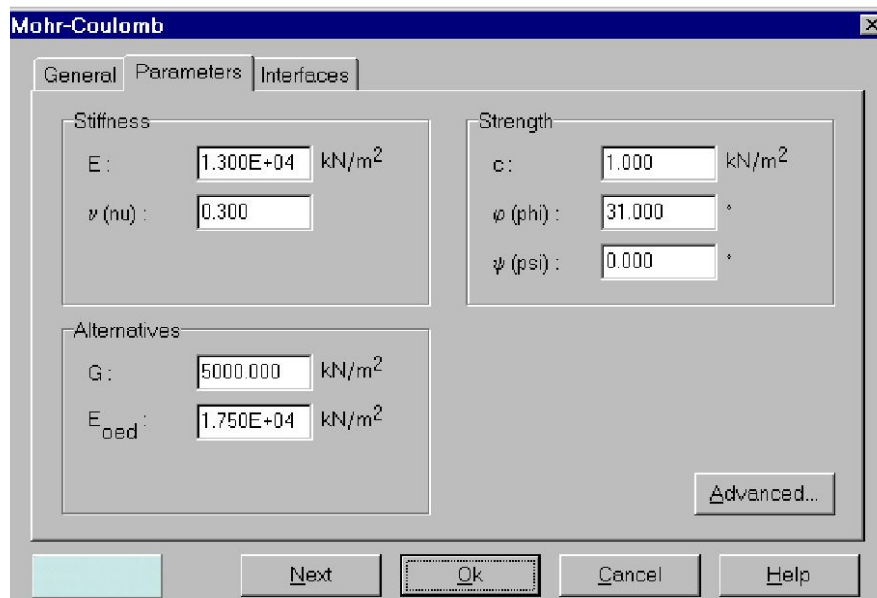 Mohr-Coulomb
General Parameters Interfaces
Stiffness
E : 1.300E+04 kN/m²
ν (nu) : 0.300
Strength
c : 1.000 kN/m²
φ (phi) : 31.000 °
ψ (psi) : 0.000 °
Alternatives
G : 5000.000 kN/m²
E_oed : 1.750E+04 kN/m²
Advanced...
Next Ok Cancel Help